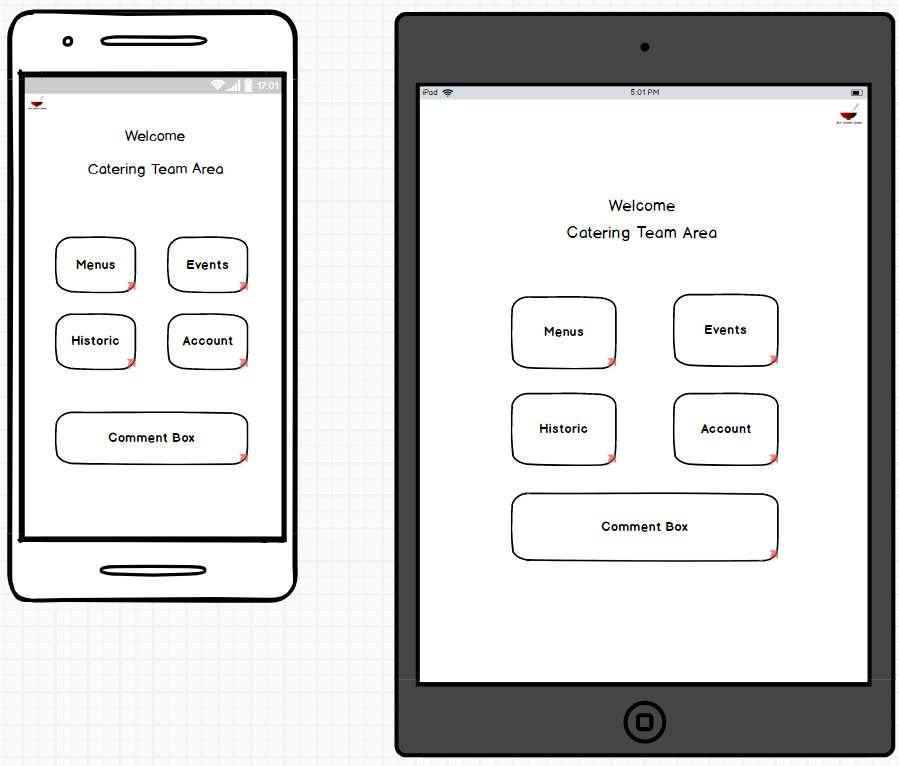 17:01
Welcome
Catering Team Area
Menus
Events
Historic
Account
Comment Box
iPad
5:01 PM
Welcome
Catering Team Area
Menus
Events
Historic
Account
Comment Box